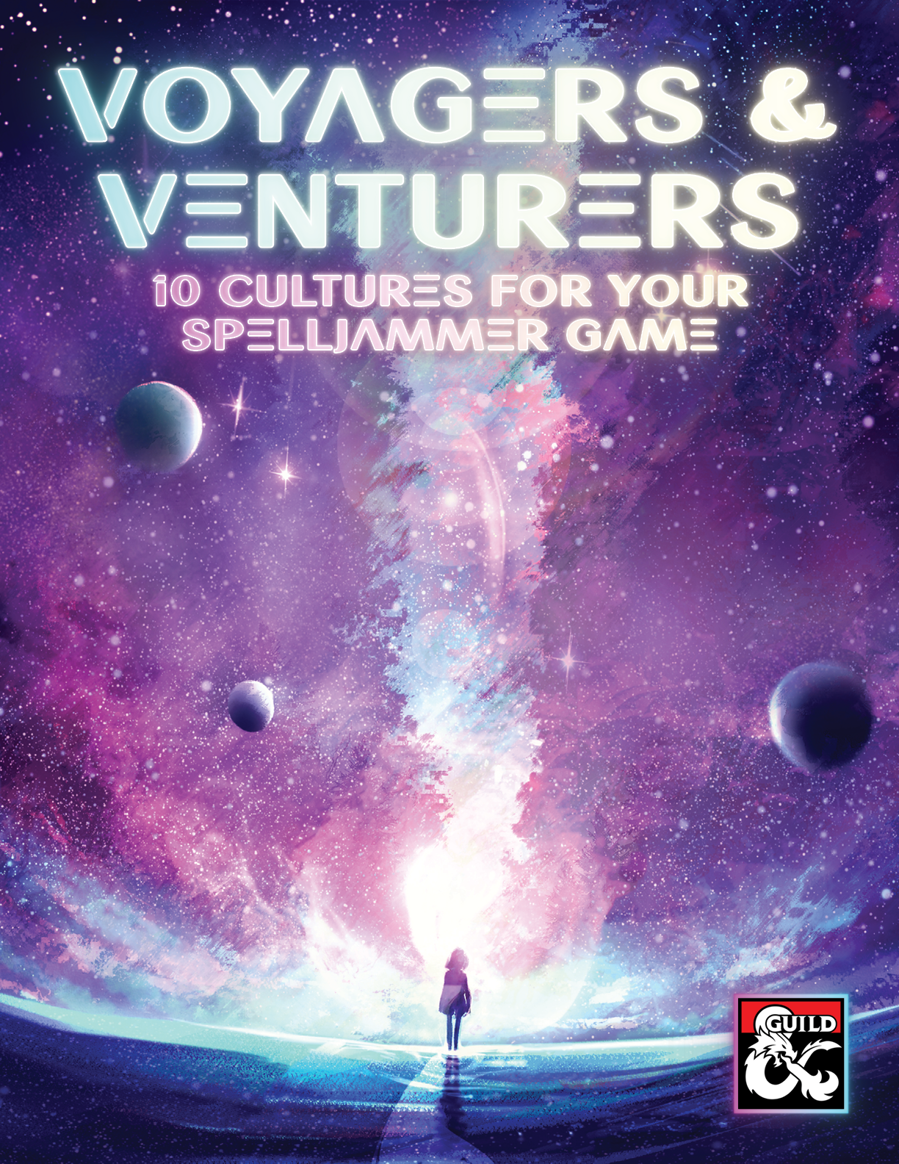 VOYAGERS &
VENTURERS
10 CULTURES FOR YOUR
SPELLJAMMER GAME
GUILD